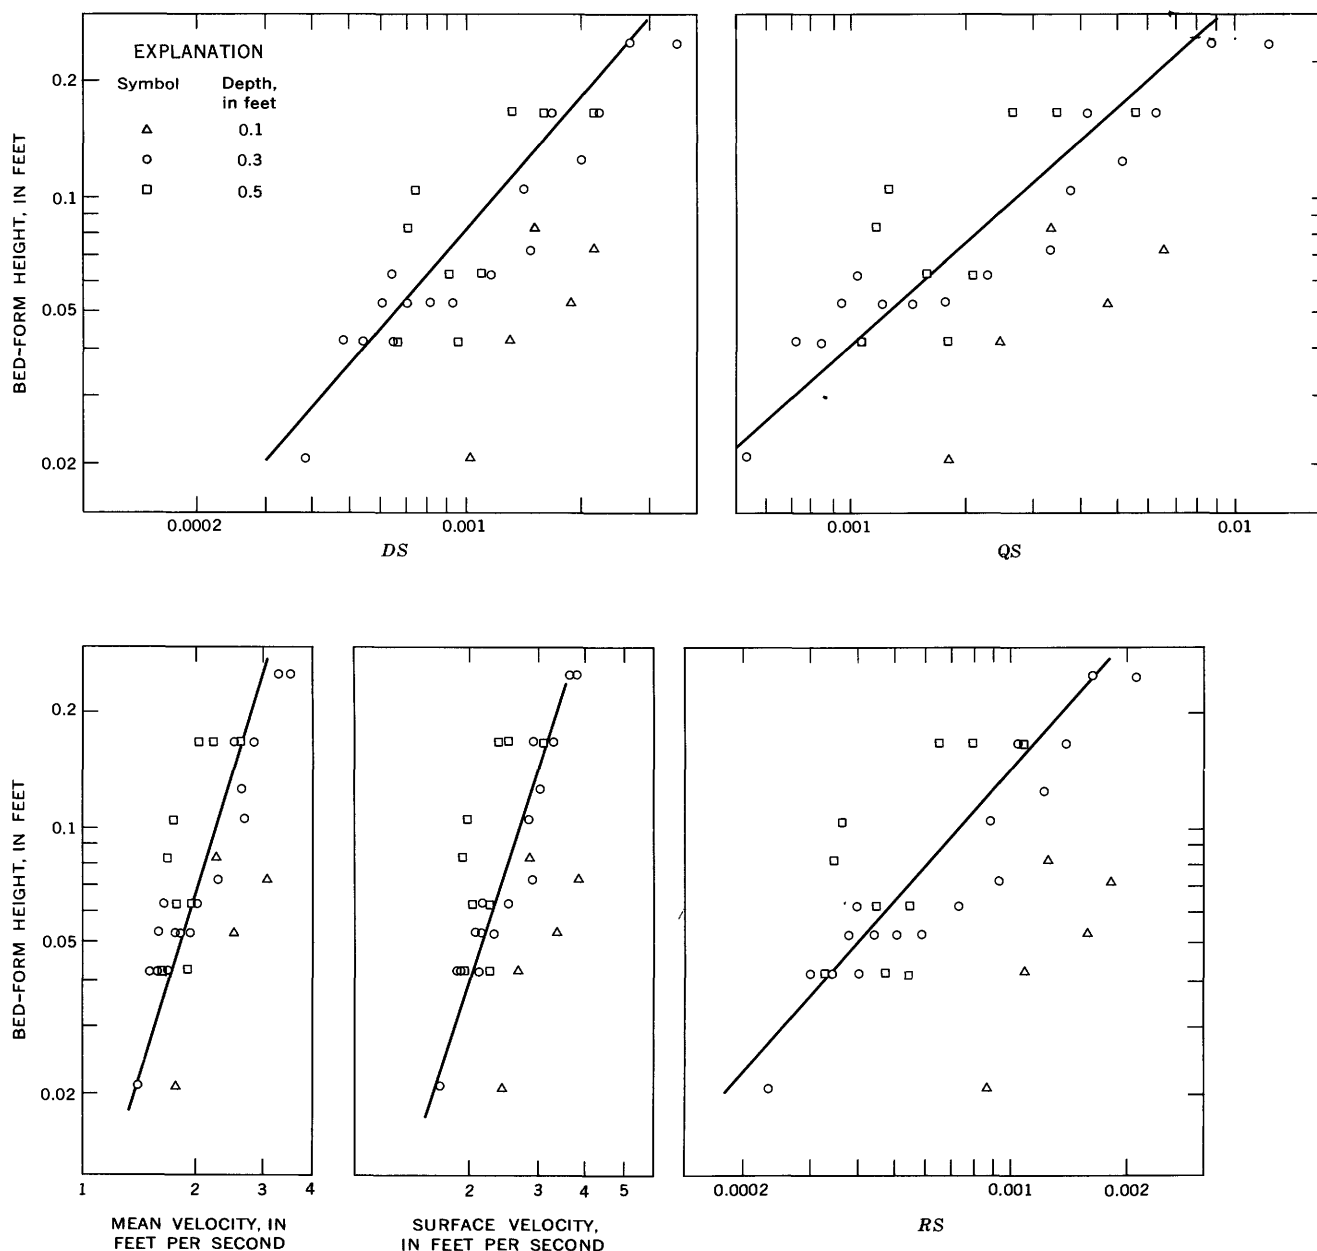 EXPLANATION
Symbol Depth, in feet
0.1
0.3
0.5
BED-FORM HEIGHT, IN FEET
0.2
0.1
0.05
0.02
0.0002 0.001
DS
0.001 0.01
QS
BED-FORM HEIGHT, IN FEET
0.2
0.1
0.05
0.02
1 2 3 4
MEAN VELOCITY, IN
FEET PER SECOND
2 3 4 5
SURFACE VELOCITY,
IN FEET PER SECOND
0.0002 0.001 0.002
RS